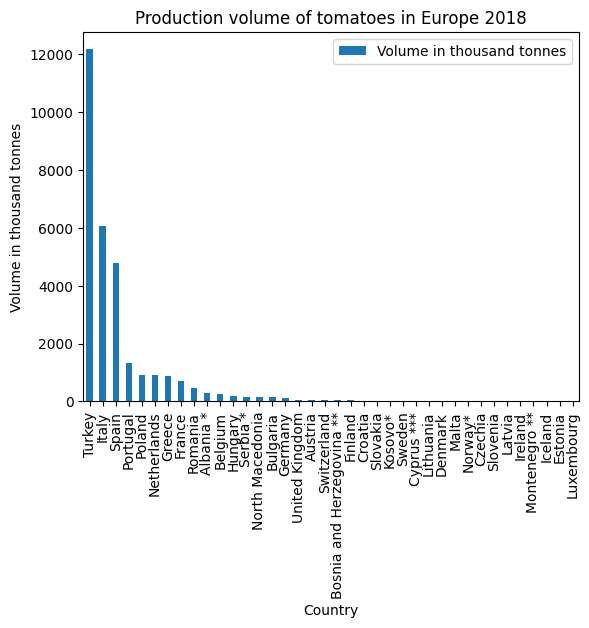 Production volume of tomatoes in Europe 2018
Volume in thousand tonnes
12000
10000
8000
6000
4000
2000
0
Volume in thousand tonnes
Turkey
Italy
Spain
Portugal
Poland
Netherlands
Greece
France
Romania
Albania *
Belgium
Hungary
Serbia *
North Macedonia
Bulgaria
Germany
United Kingdom
Austria
Switzerland
Bosnia and Herzegovina **
Finland
Croatia
Slovakia
Kosovo*
Sweden
Cyprus ***
Lithuania
Denmark
Malta
Norway*
Czechia
Slovenia
Latvia
Ireland
Montenegro **
Iceland
Estonia
Luxembourg
Country